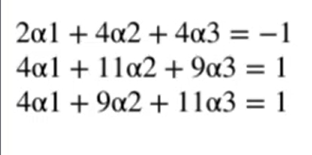 2α1 + 4α2 + 4α3 = −1
4α1 + 11α2 + 9α3 = 1
4α1 + 9α2 + 11α3 = 1